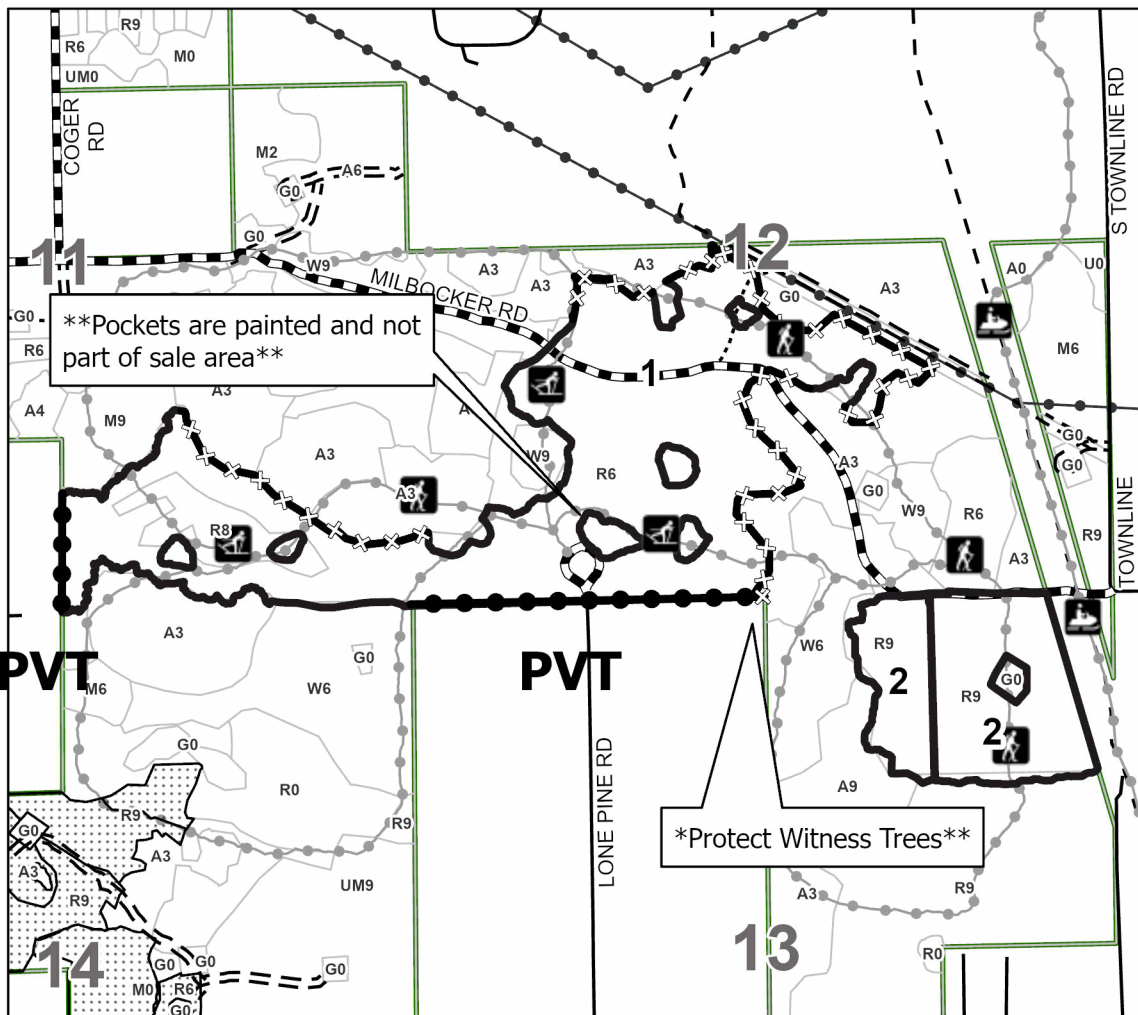 R9
R6
M0
UM0
COGER
RD
M2
A6
G0
G0
S TOWNLINE RD
11
W9
A3
A3
A3
12
G0
A3
A0
U0
MILBOCKER RD
G0
**Pockets are painted and not
part of sale area**
R6
M6
1
A3
A4
M9
A3
W9
R6
A3
G0
G0
A3
G0
W9
R6
R8
A3
R9
TOWNLINE
A3
W6
R9
PVT
PVT
M6
W6
G0
2
R9
G0
2
G0
R0
A9
LONE PINE RD
R9
R9
*Protect Witness Trees**
G0
A3
A3
R9
UM9
A3
R9
14
13
G0
G0
G0
R0
M0
R6
G0